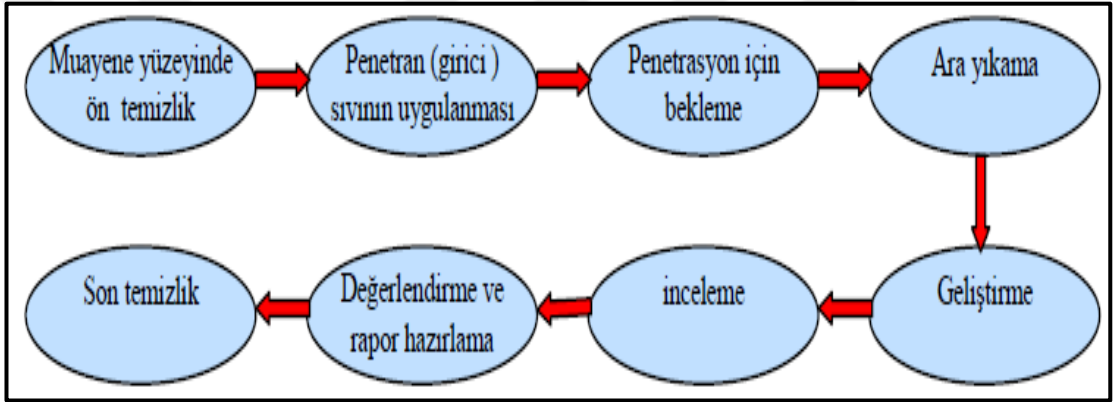 Muayene yüzeyinde
ön temizlik
Penetran (girici )
sıvının uygulanması
Penetrasyon için
bekleme
Ara yıkama
Geliştirme
inceleme
Değerlendirme ve
rapor hazırlama
Son temizlik